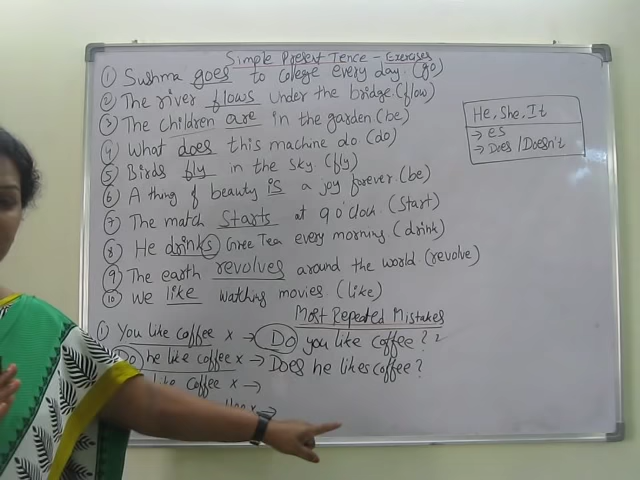 Simple Present Tence - Exercises
① Sushma goes to college every day. (go)
② The river flows under the bridge. (flow)
③ The children are in the garden (be)
④ What does this machine do (do)
⑤ Birds fly in the sky. (fly)
⑥ A thing of beauty is a joy forever. (be)
⑦ The match starts at 9 o'clock. (start)
⑧ He drinks Gree Tea every morning (drink)
⑨ The earth revolves around the world (revolve)
⑩ We like watching movies. (like)
He, She, It
→ es
→ Does / Doesn't
Most Repeated Mistakes
① You like coffee x → Do you like coffee?
Do he like coffee x → Does he likes coffee?
like coffee x →